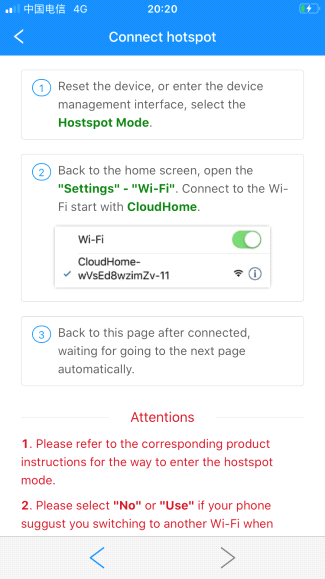 中国电信 4G 20:20
Connect hotspot
1 Reset the device, or enter the device
management interface, select the
Hostspot Mode.
2 Back to the home screen, open the
"Settings" - "Wi-Fi". Connect to the Wi-
Fi start with CloudHome.
Wi-Fi
CloudHome-
wVsEd8wzimZv-11
3 Back to this page after connected,
waiting for going to the next page
automatically.
Attentions
1. Please refer to the corresponding product
instructions for the way to enter the hostspot
mode.
2. Please select "No" or "Use" if your phone
suggust you switching to another Wi-Fi when